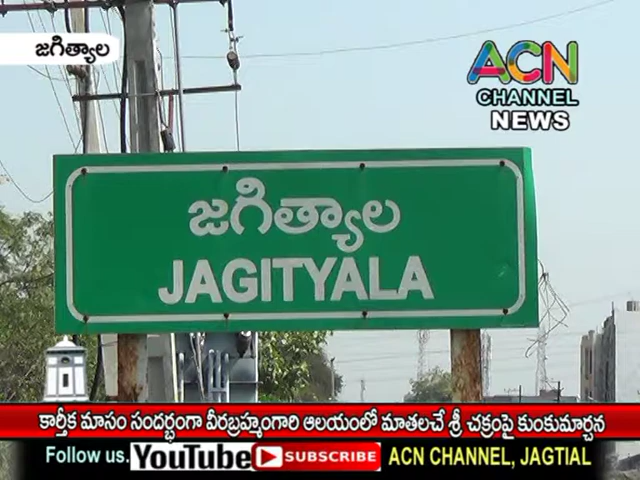 జగిత్యాల
ACN
CHANNEL
NEWS
జగిత్యాల
JAGITYALA
కార్తీక మాసం సందర్భంగా వీరబ్రహ్మంగారి ఆలయంలో మాతలచే శ్రీ చక్రంపై కుంకుమార్చన
Follow us. YouTube SUBSCRIBE ACN CHANNEL, JAGTIAL